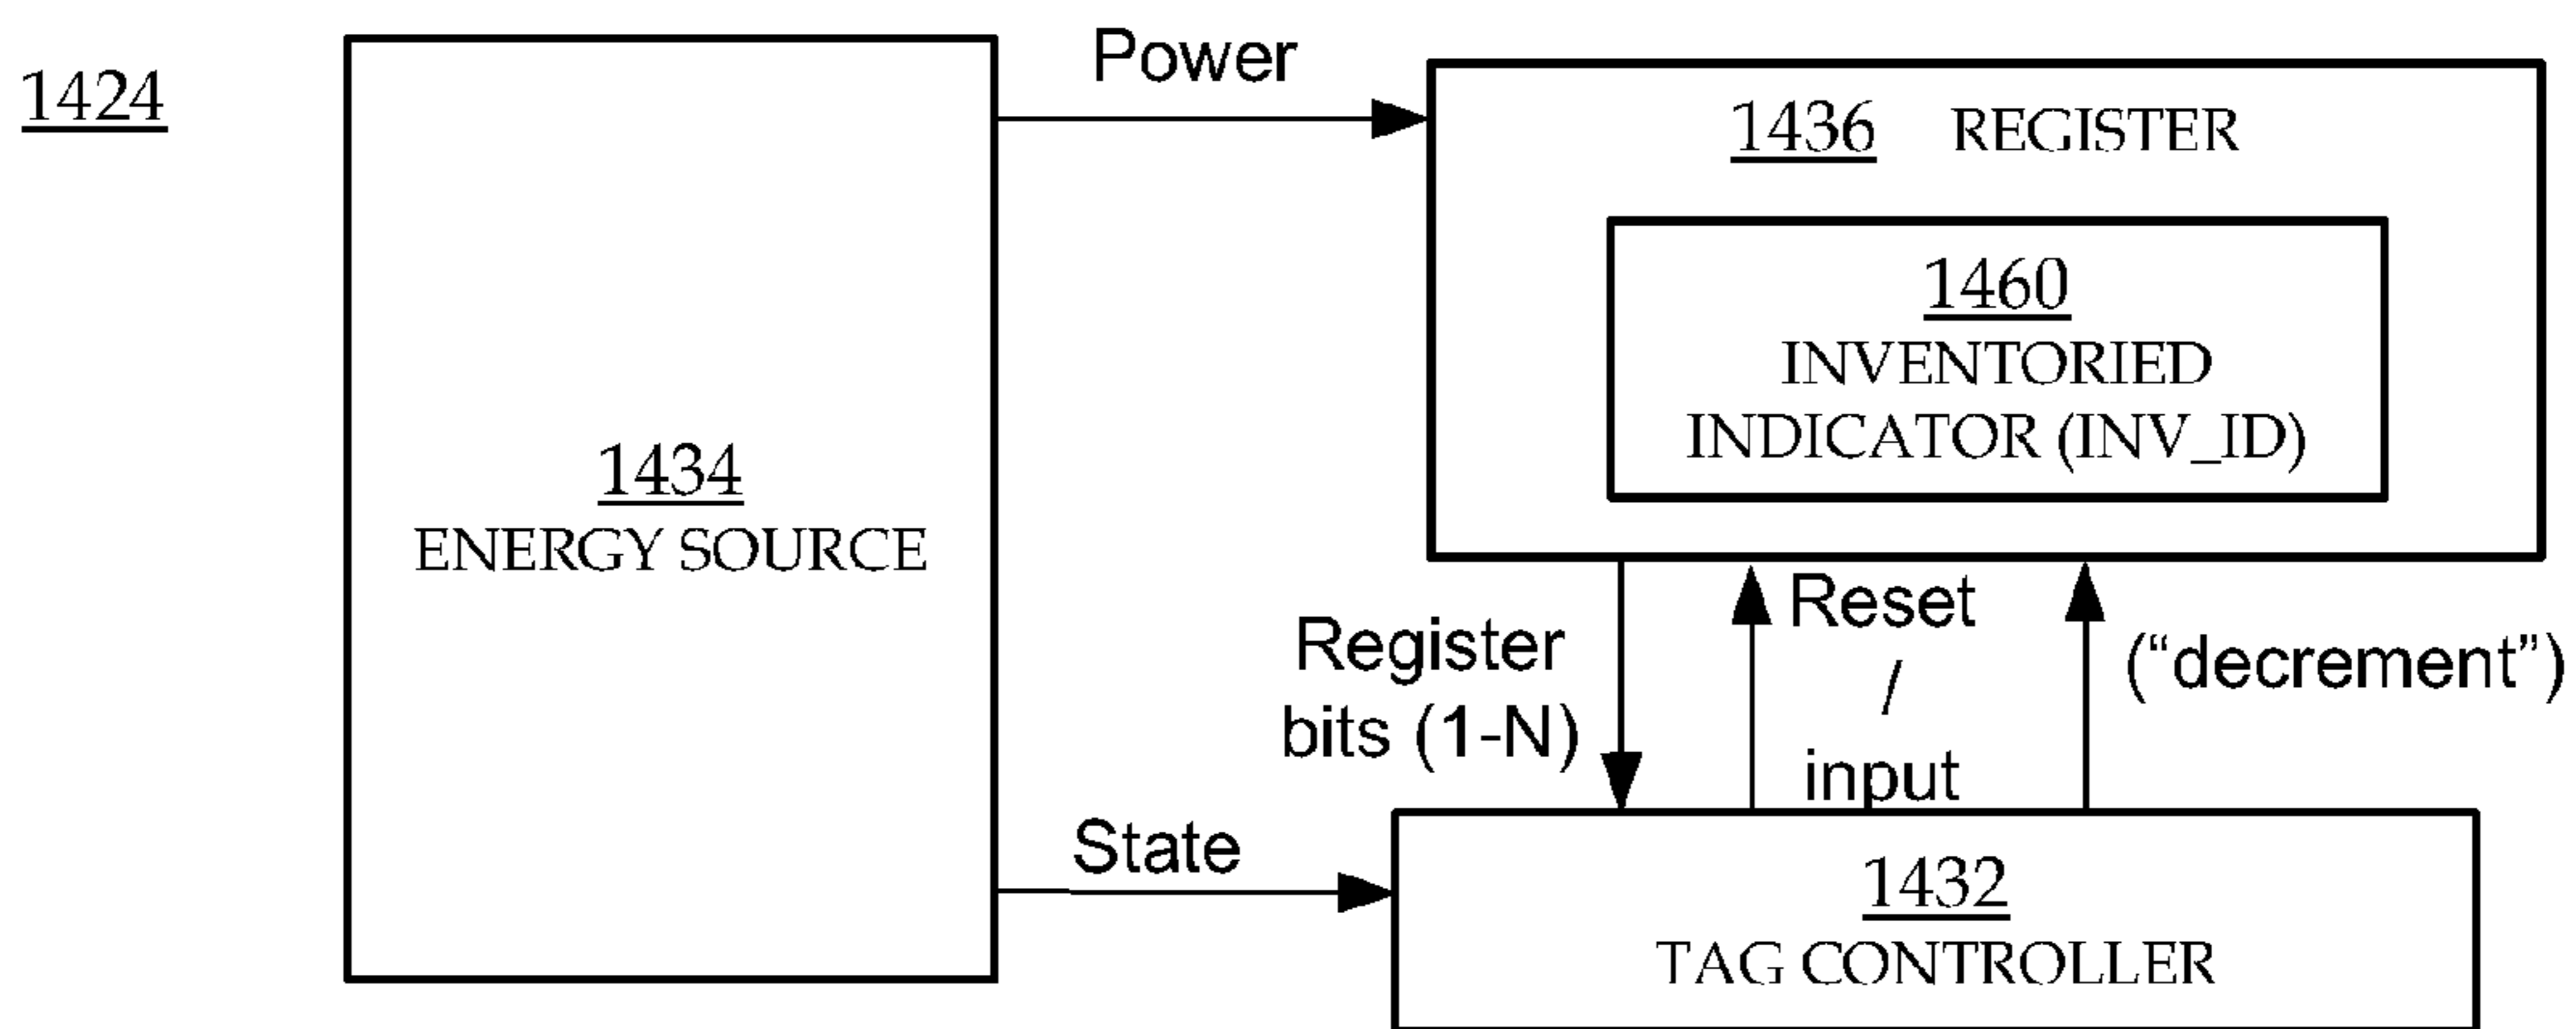 1424
Power
1436 REGISTER
1460
INVENTORIED
INDICATOR (INV_ID)
1434
ENERGY SOURCE
Register
bits (1-N)
Reset
/
input
(“decrement”)
State
1432
TAG CONTROLLER